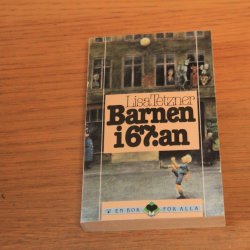 Lisa Tetzner
Barnen
i 67:an
EN BOK FÖR ALLA